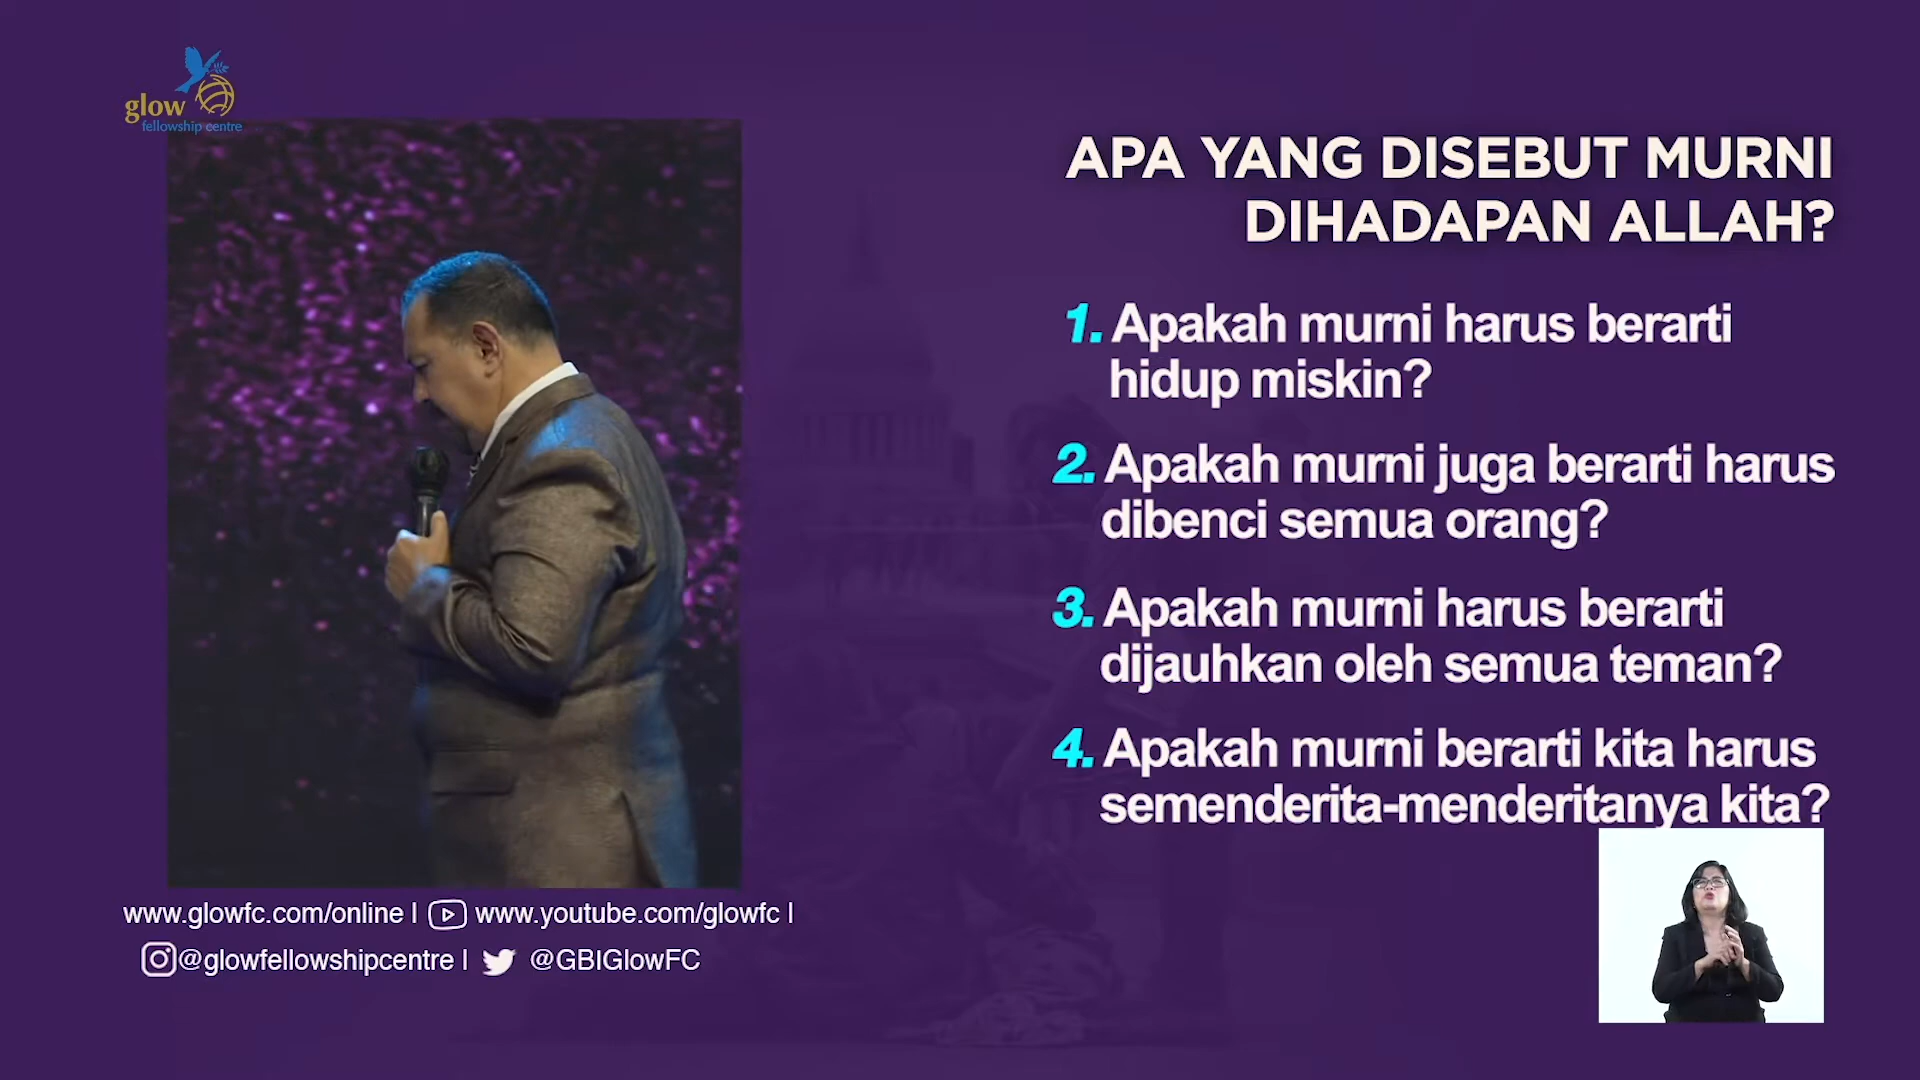 glow
fellowship centre
APA YANG DISEBUT MURNI
DIHADAPAN ALLAH?
1. Apakah murni harus berarti
hidup miskin?
2. Apakah murni juga berarti harus
dibenci semua orang?
3. Apakah murni harus berarti
dijauhkan oleh semua teman?
4. Apakah murni berarti kita harus
semenderita-menderitanya kita?
www.glowfc.com/online | www.youtube.com/glowfc |
@glowfellowshipcentre | @GBIGlowFC